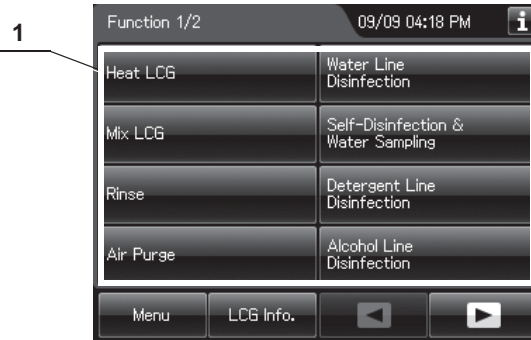 1
Function 1/2
09/09 04:18 PM
i
Heat LCG
Water Line
Disinfection
Mix LCG
Self-Disinfection &
Water Sampling
Rinse
Detergent Line
Disinfection
Air Purge
Alcohol Line
Disinfection
Menu
LCG Info.